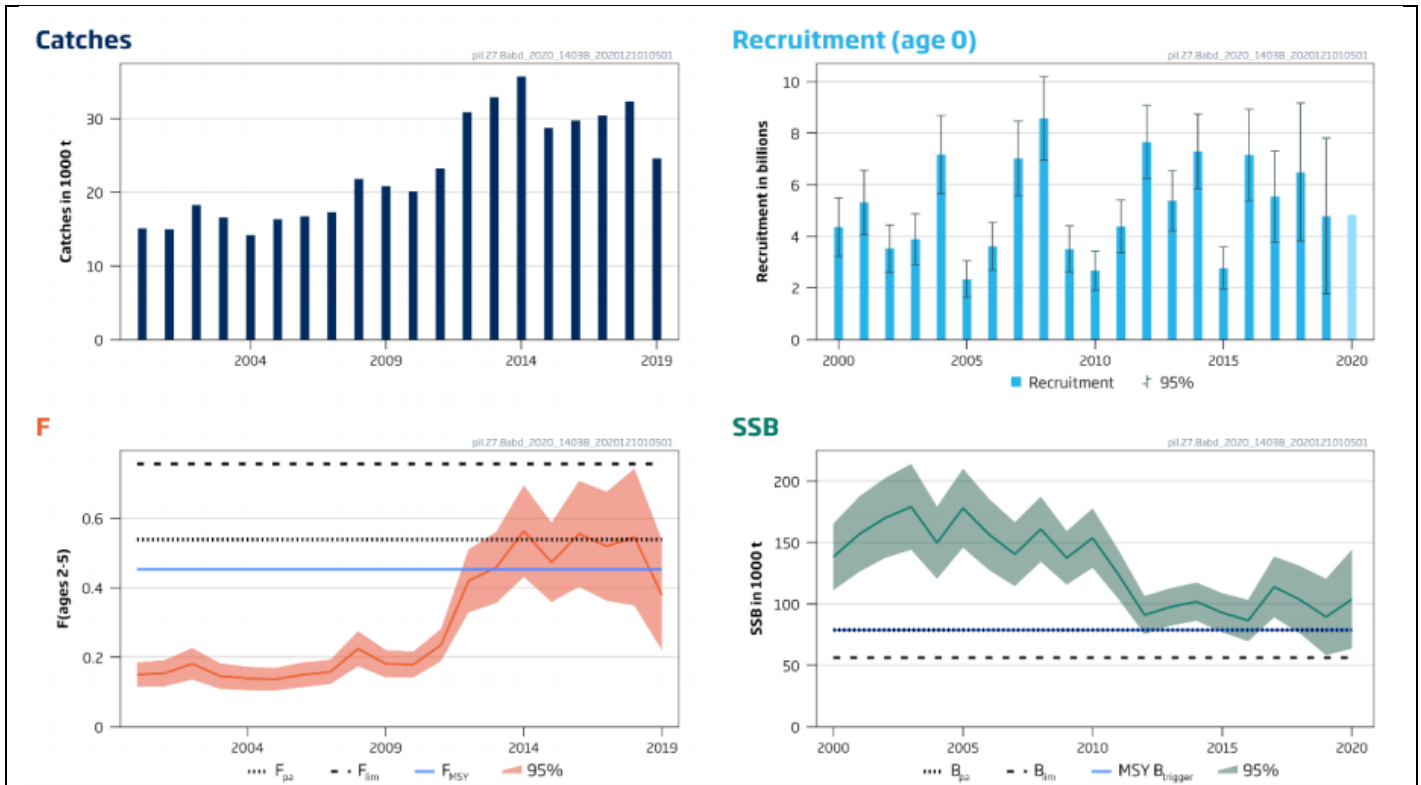 Catches
pil.27.8abd_2020_14038_2020121010501
Catches in 1000 t
30
20
10
0
2004
2009
2014
2019
Recruitment (age 0)
pil.27.8abd_2020_14038_2020121010501
Recruitment in billions
10
8
6
4
2
0
2000
2005
2010
2015
2020
Recruitment 95%
F
pil.27.8abd_2020_14038_2020121010501
F(ages 2-5)
0.6
0.4
0.2
0
2004
2009
2014
2019
Fpa Flim FMSY 95%
SSB
pil.27.8abd_2020_14038_2020121010501
SSB in 1000 t
200
150
100
50
0
2000
2005
2010
2015
2020
Bpa Blim MSY Btrigger 95%